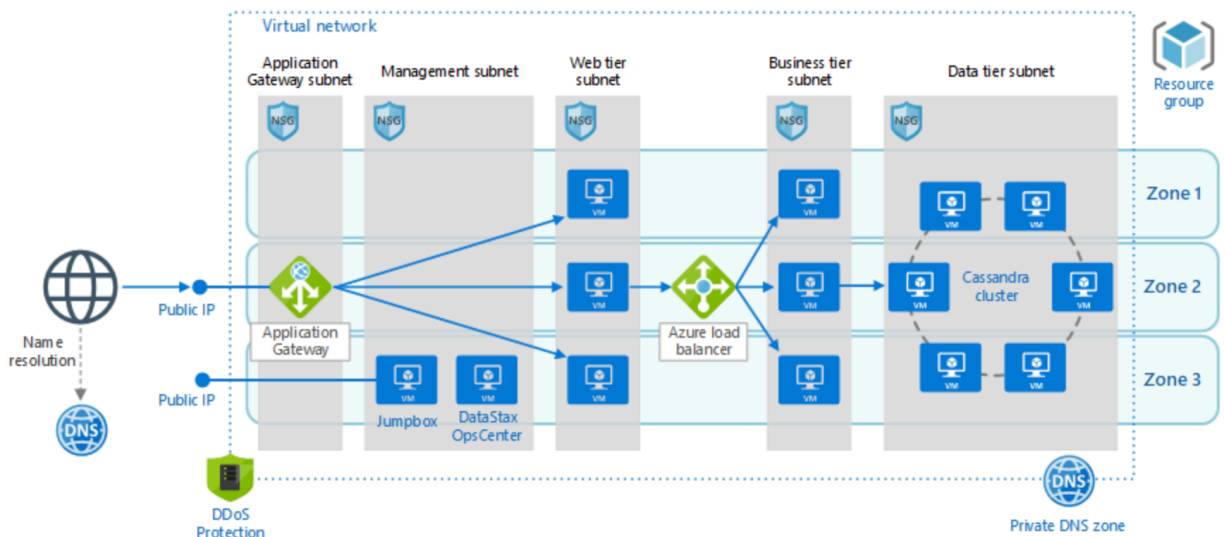 Virtual network
Application
Gateway subnet
Management subnet
Web tier
subnet
Business tier
subnet
Data tier subnet
Resource
group
NSG
NSG
NSG
NSG
NSG
VM
VM
VM
VM
Zone 1
Public IP
Application
Gateway
VM
Azure load
balancer
VM
VM
Cassandra
cluster
VM
Zone 2
Name
resolution
DNS
Public IP
VM
Jumpbox
VM
DataStax
OpsCenter
VM
VM
VM
VM
Zone 3
DDoS
Protection
DNS
Private DNS zone